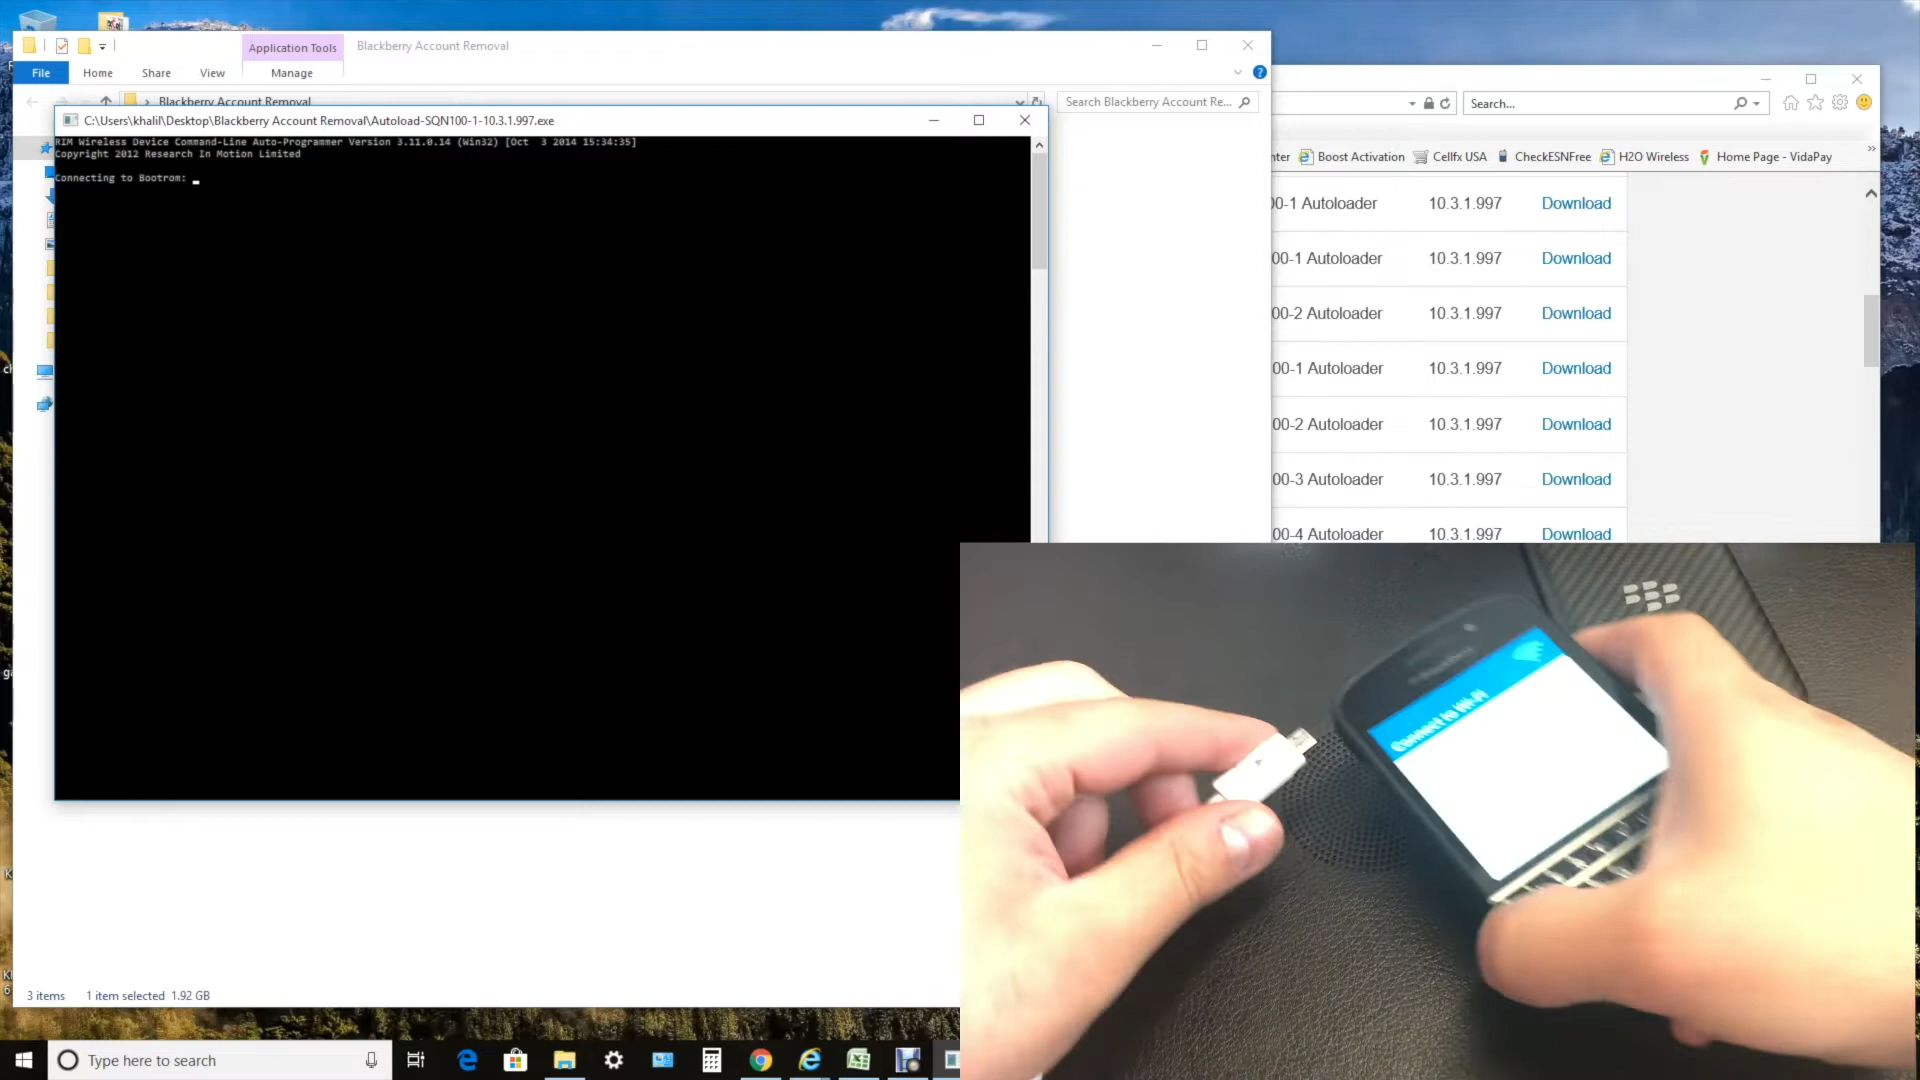 Application Tools
Blackberry Account Removal
File
Home
Share
View
Manage
Blackberry Account Removal
Search Blackberry Account Re...
C:\Users\khalil\Desktop\Blackberry Account Removal\Autoload-SQN100-1-10.3.1.997.exe
RIM Wireless Device Command-Line Auto-Programmer Version 3.11.0.14 (Win32) [Oct  3 2014 15:34:35]
Copyright 2012 Research In Motion Limited
Connecting to Bootrom:
Search...
nter
Boost Activation
Cellfx USA
CheckESNFree
H2O Wireless
Home Page - VidaPay
00-1 Autoloader 10.3.1.997 Download
00-1 Autoloader 10.3.1.997 Download
00-2 Autoloader 10.3.1.997 Download
00-1 Autoloader 10.3.1.997 Download
00-2 Autoloader 10.3.1.997 Download
00-3 Autoloader 10.3.1.997 Download
00-4 Autoloader 10.3.1.997 Download
Connect to Wi-Fi
3 items
1 item selected 1.92 GB
Type here to search